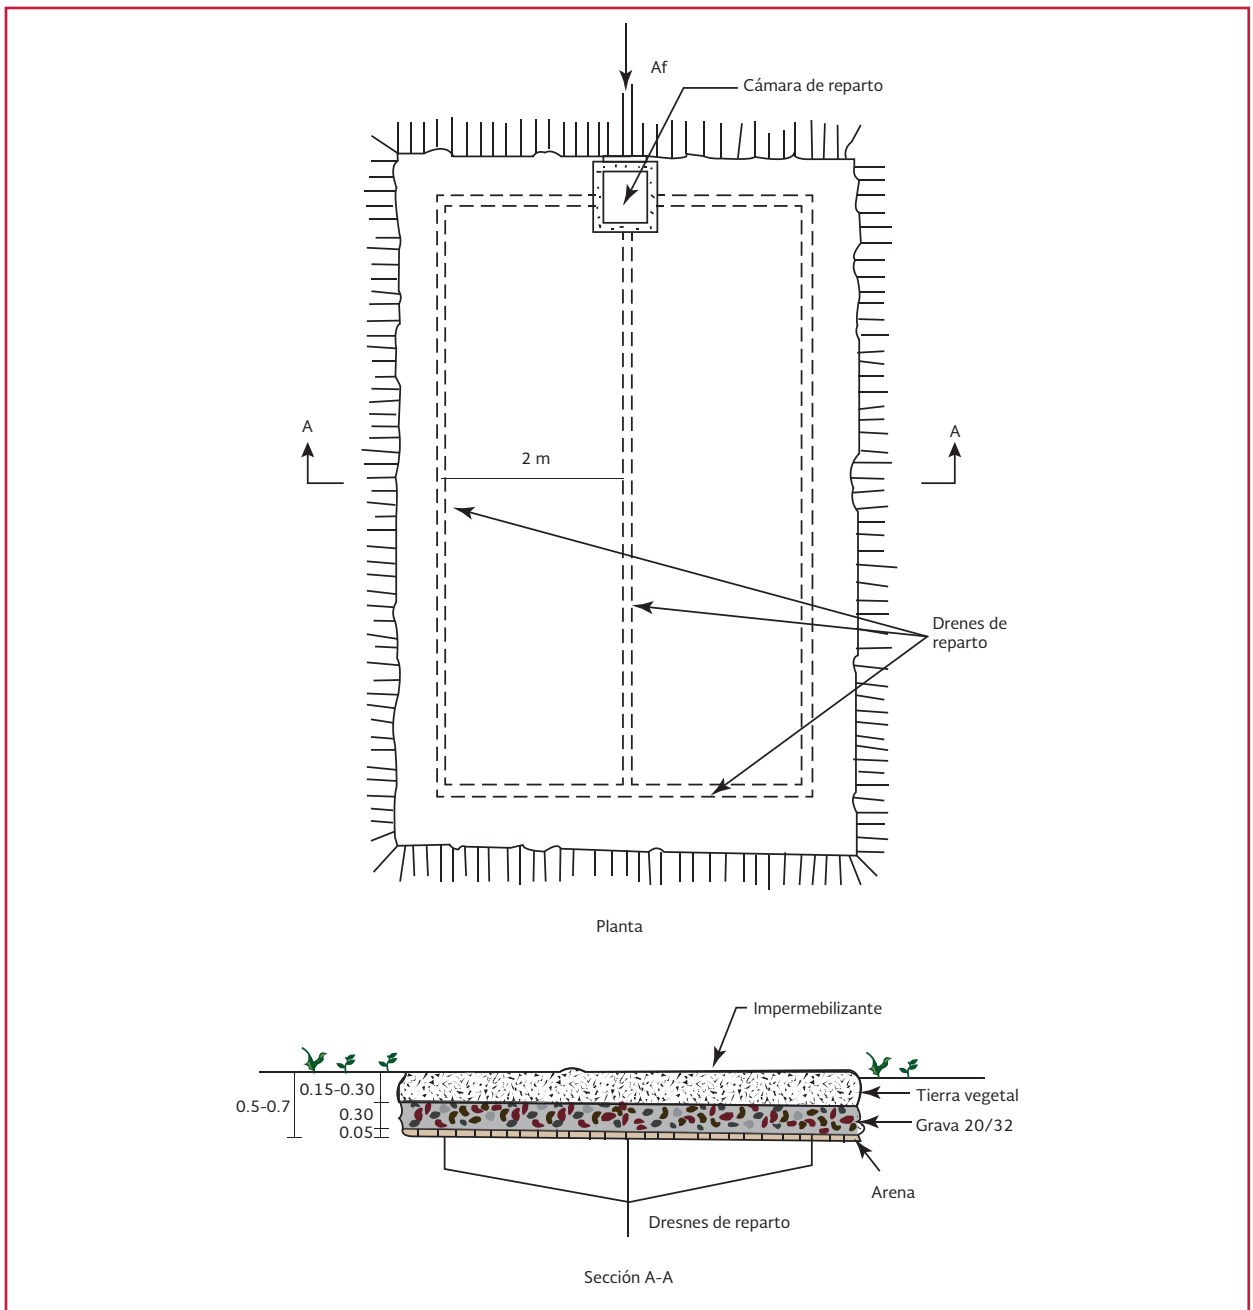 Af
Cámara de reparto
A
A
2 m
Drenes de
reparto
Planta
Impermebilizante
0.15-0.30
0.5-0.7
0.30
0.05
Tierra vegetal
Grava 20/32
Arena
Dresnes de reparto
Sección A-A